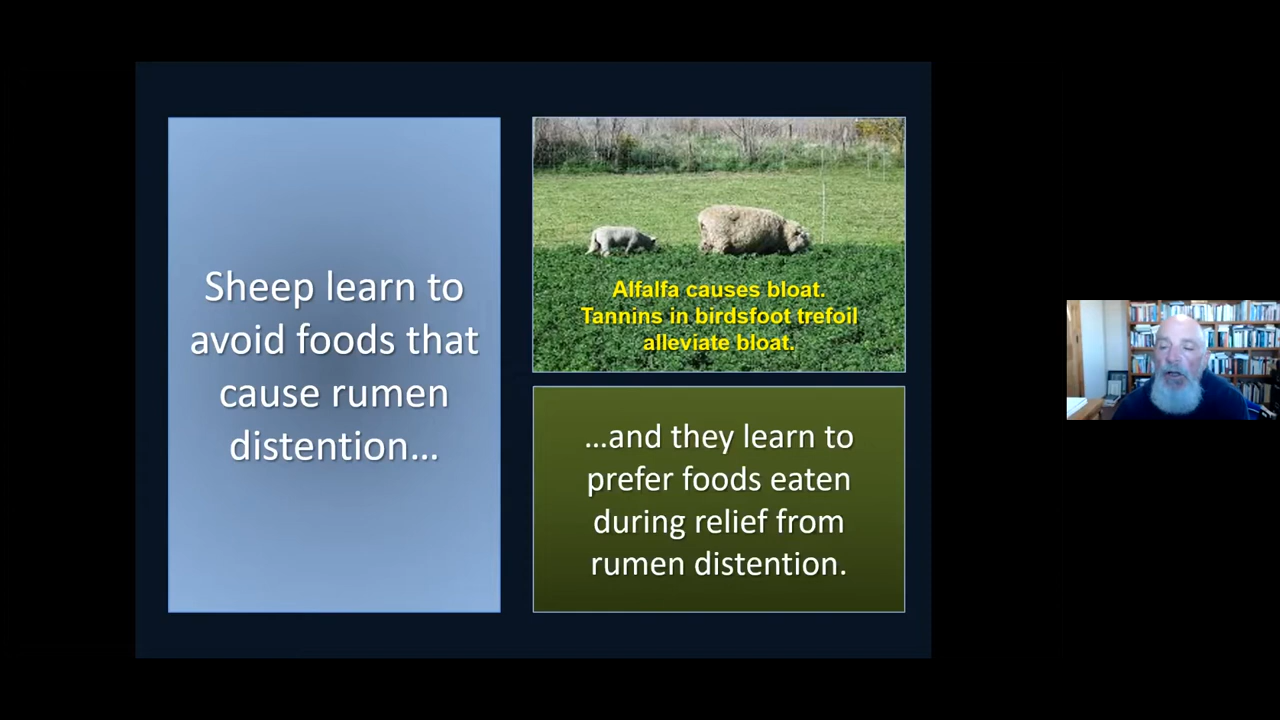 Sheep learn to
avoid foods that
cause rumen
distention...
Alfalfa causes bloat.
Tannins in birdsfoot trefoil
alleviate bloat.
...and they learn to
prefer foods eaten
during relief from
rumen distention.